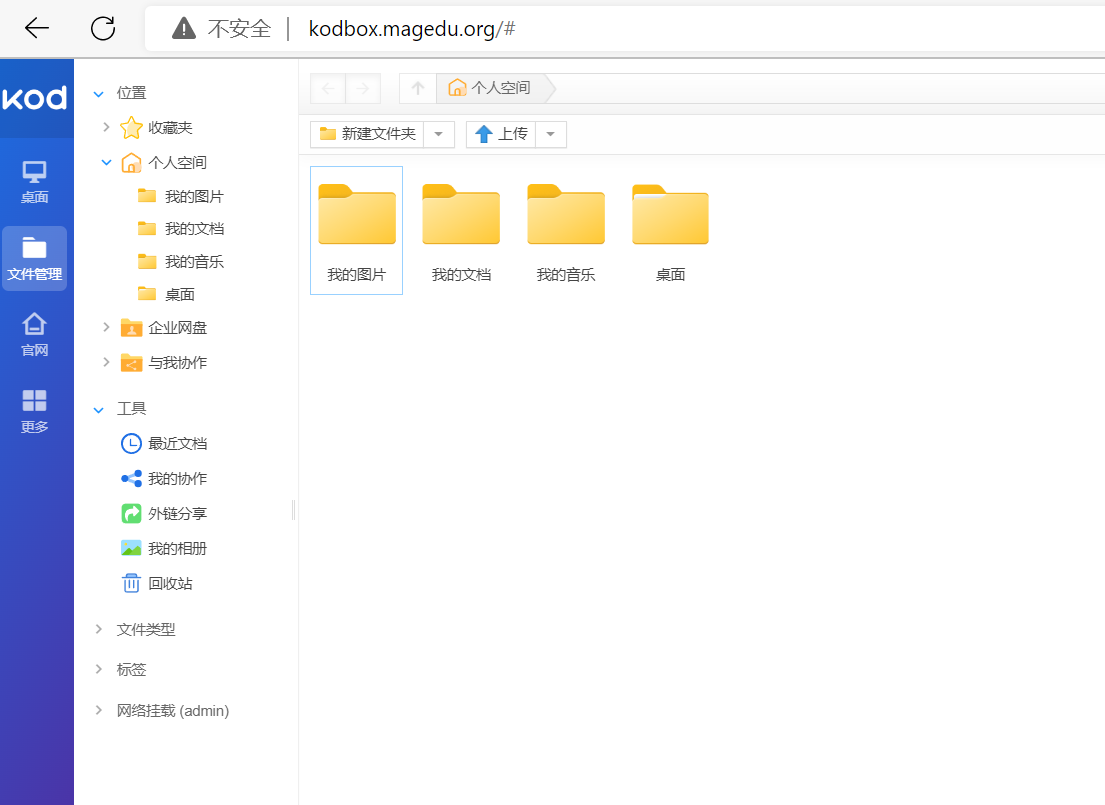 不安全 | kodbox.magedu.org/#
kod
桌面
文件管理
官网
更多
位置
收藏夹
个人空间
我的图片
我的文档
我的音乐
桌面
企业网盘
与我协作
工具
最近文档
我的协作
外链分享
我的相册
回收站
文件类型
标签
网络挂载 (admin)
个人空间
新建文件夹 上传
我的图片 我的文档 我的音乐 桌面